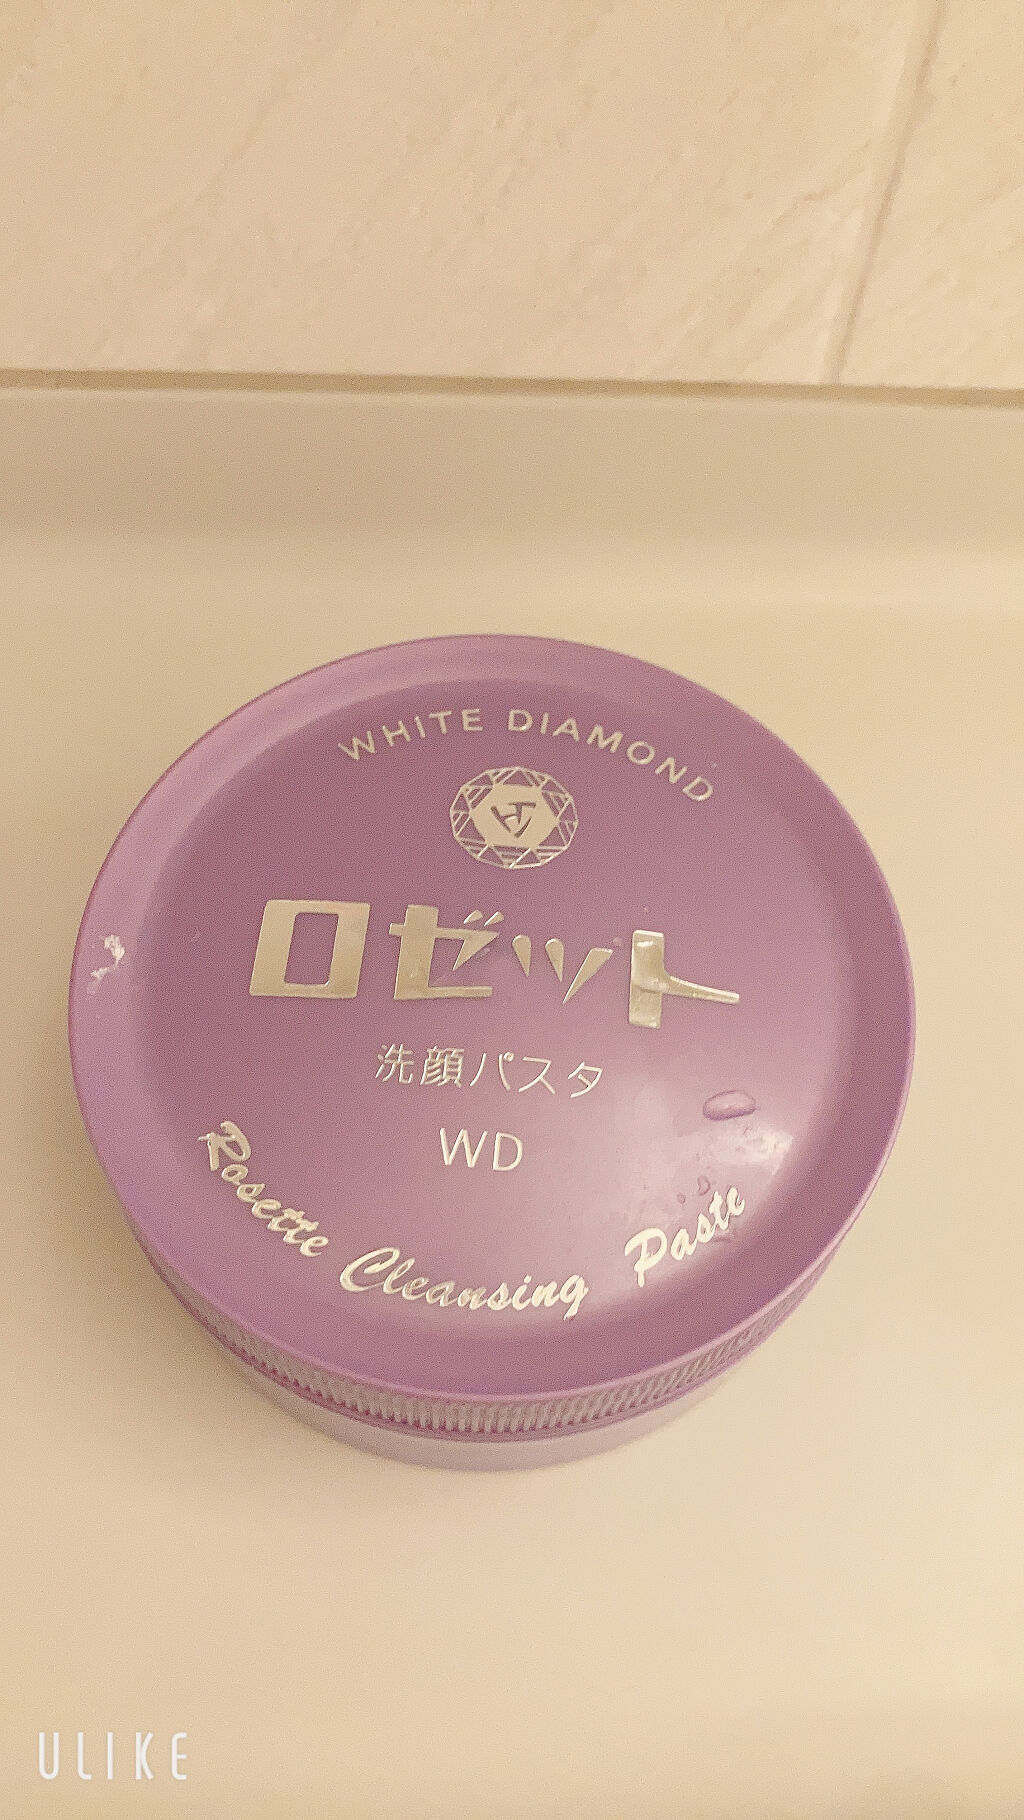 WHITE DIAMOND
ロゼット
洗顔パスタ
WD
Rosette Cleansing Paste
ULIKE